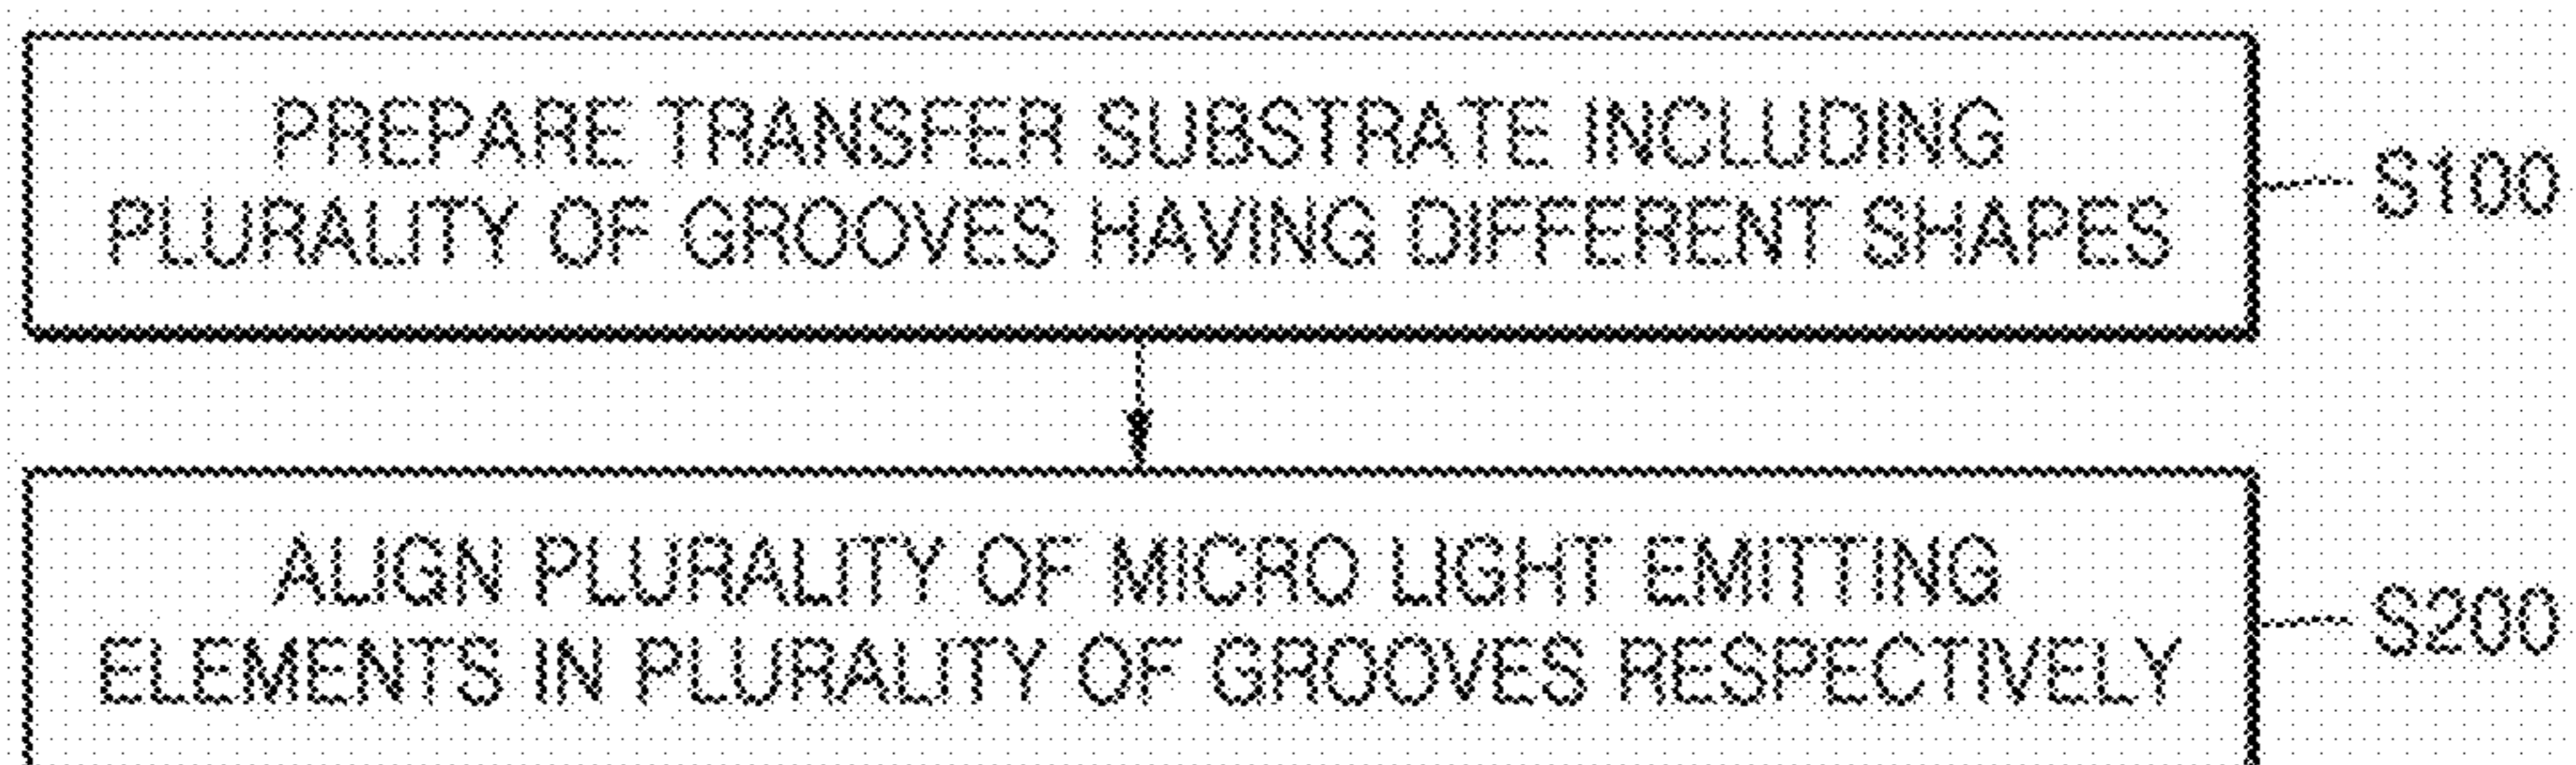 PREPARE TRANSFER SUBSTRATE INCLUDING
PLURALITY OF GROOVES HAVING DIFFERENT SHAPES
S100
ALIGN PLURALITY OF MICRO LIGHT EMITTING
ELEMENTS IN PLURALITY OF GROOVES RESPECTIVELY
S200